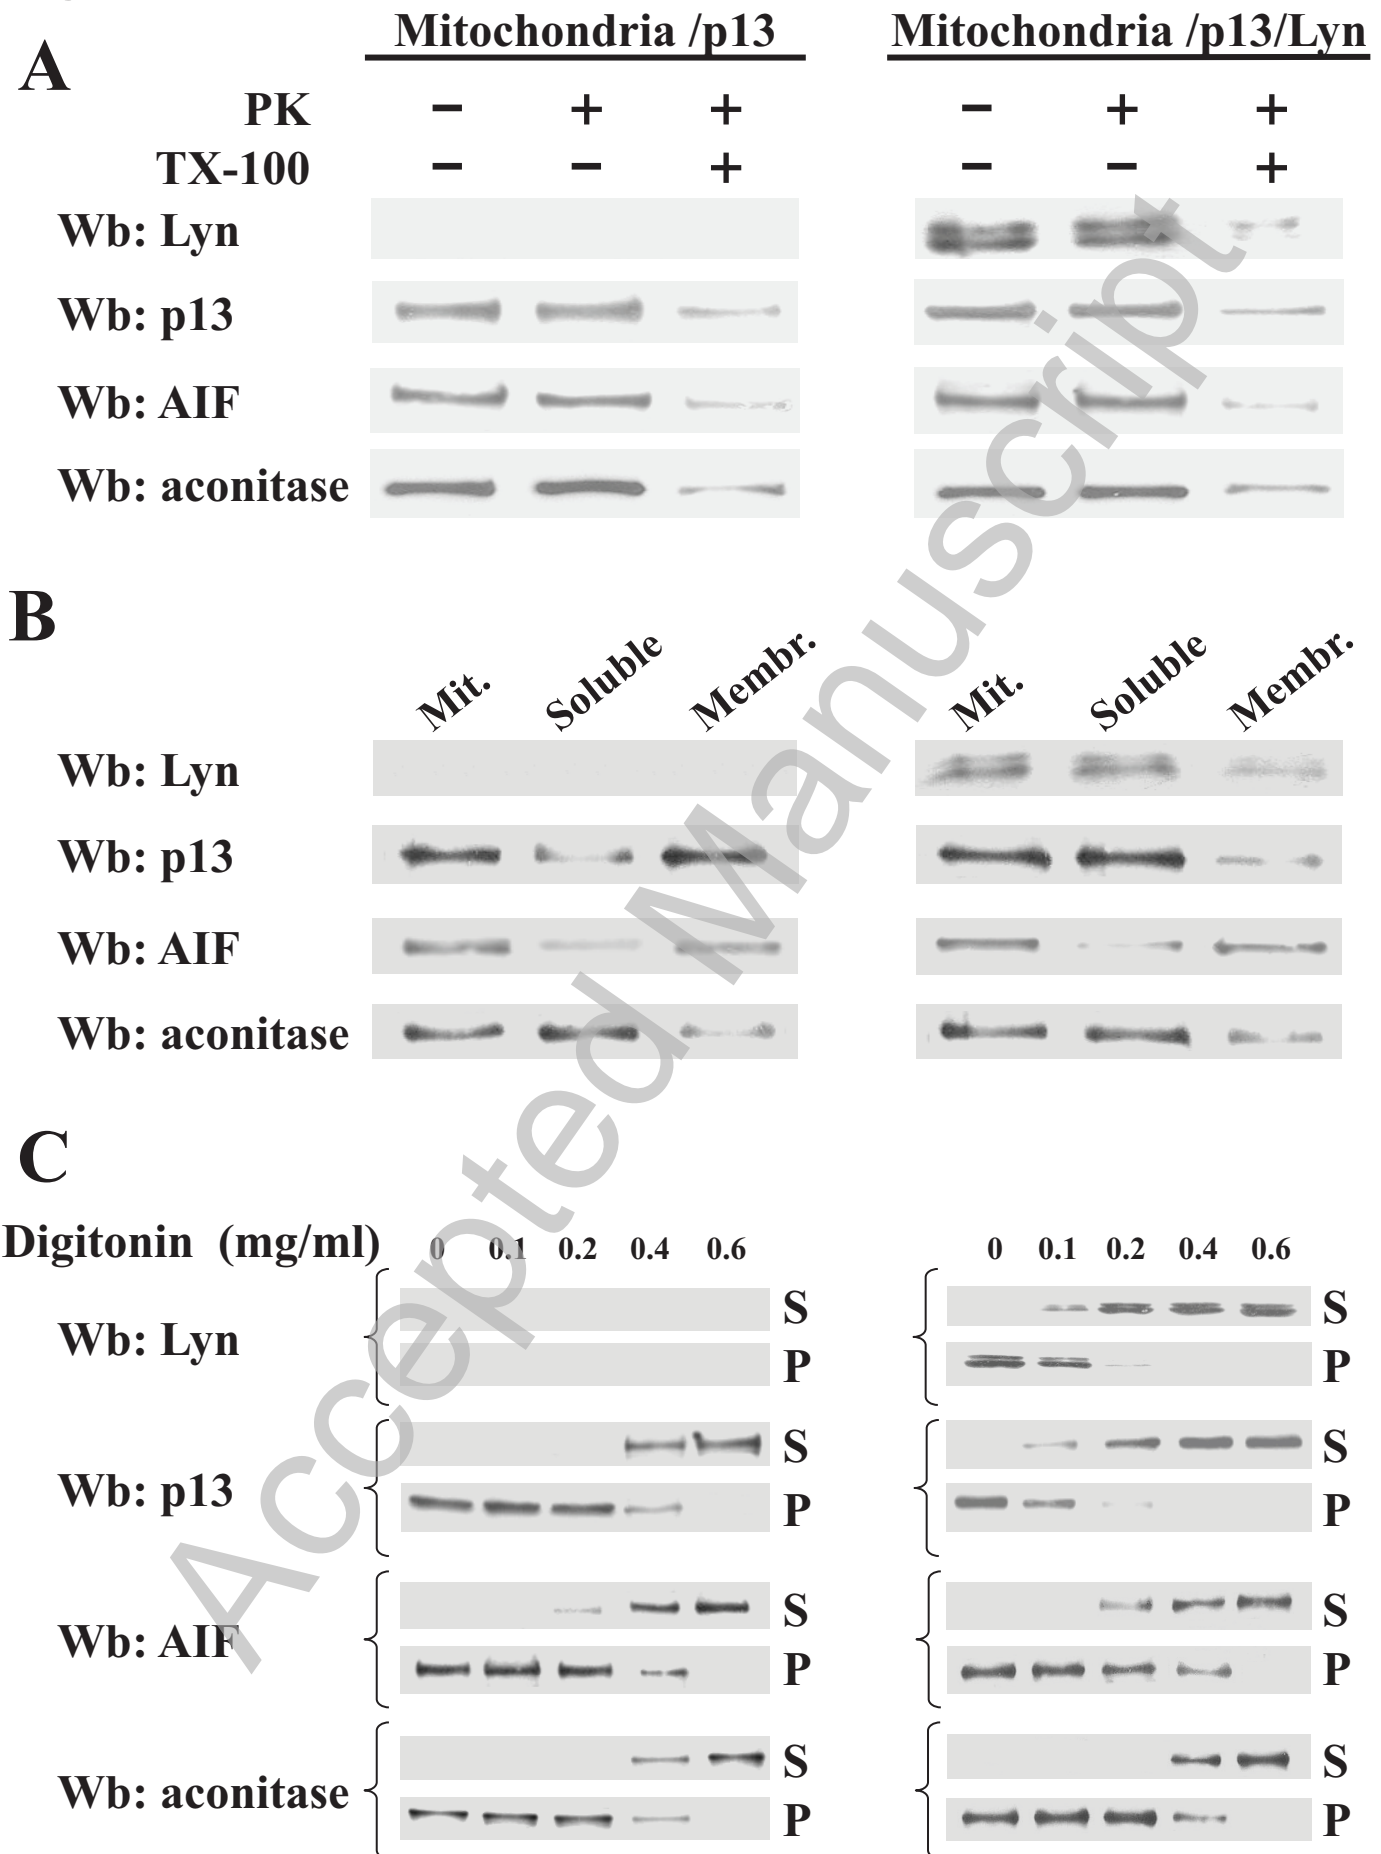 Mitochondria /p13 Mitochondria /p13/Lyn
A
PK − + + − + +
TX-100 − − + − − +
Wb: Lyn
Wb: p13
Wb: AIF
Wb: aconitase
B
Mit. Soluble Membr. Mit. Soluble Membr.
Wb: Lyn
Wb: p13
Wb: AIF
Wb: aconitase
C
Digitonin (mg/ml) 0 0.1 0.2 0.4 0.6 0 0.1 0.2 0.4 0.6
S S
Wb: Lyn
P P
S S
Wb: p13
P P
S S
Wb: AIF
P P
S S
Wb: aconitase
P P
Accepted Manuscript